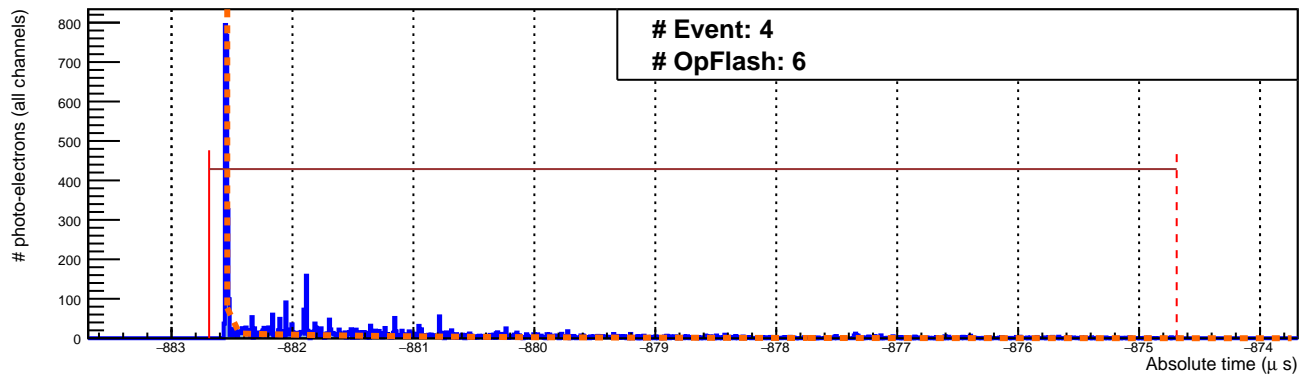 # Event: 4
# OpFlash: 6
# photo-electrons (all channels)
800
700
600
500
400
300
200
100
0
−883 −882 −881 −880 −879 −878 −877 −876 −875 −874
Absolute time (μ s)